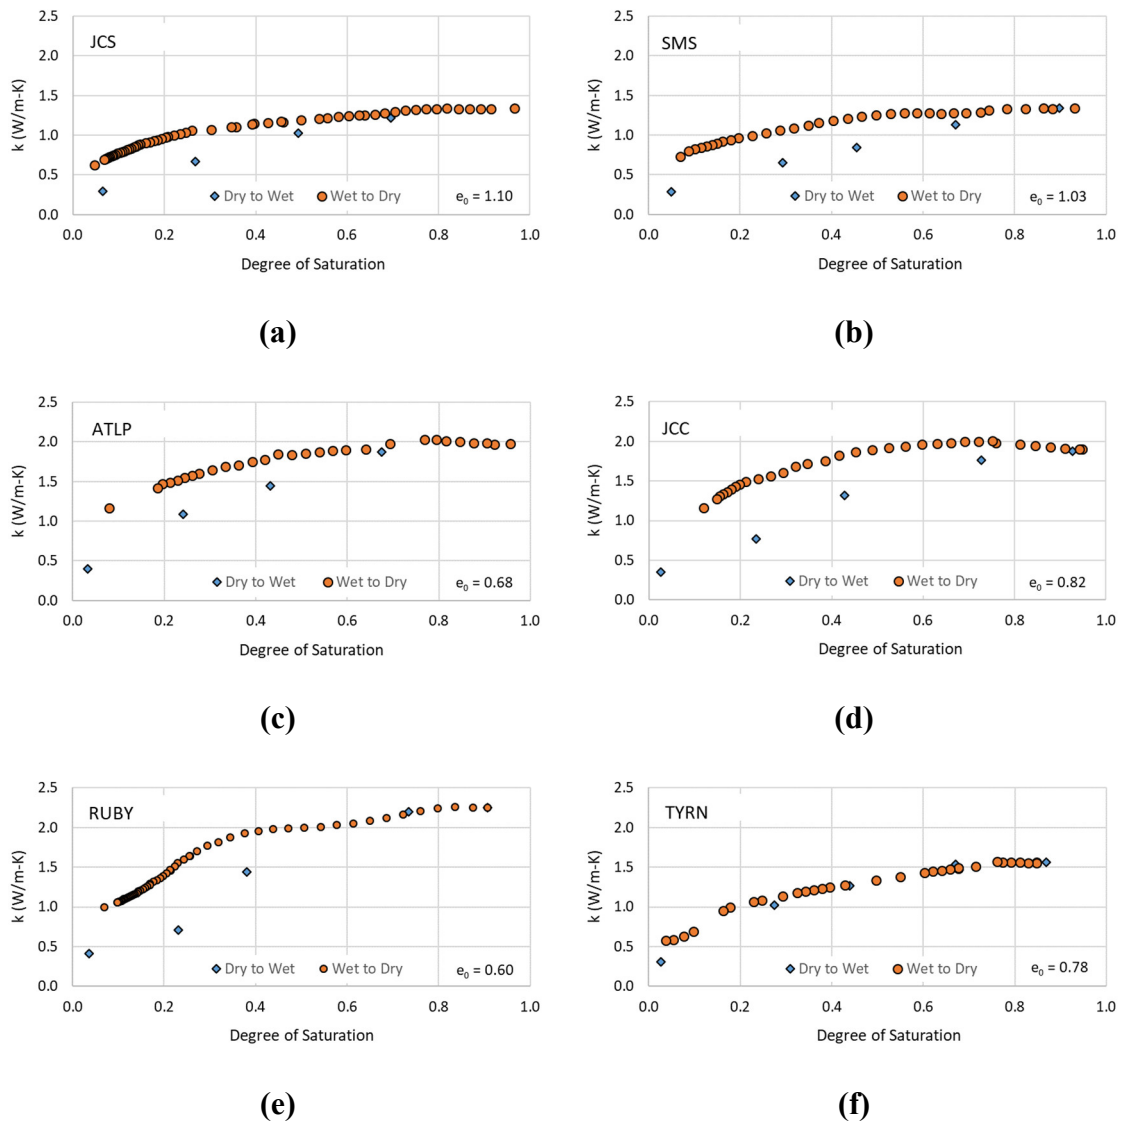 JCS
k (W/m-K)
2.5
2.0
1.5
1.0
0.5
0.0
Dry to Wet Wet to Dry e0 = 1.10
0.0 0.2 0.4 0.6 0.8 1.0
Degree of Saturation
(a)
SMS
k (W/m-K)
2.5
2.0
1.5
1.0
0.5
0.0
Dry to Wet Wet to Dry e0 = 1.03
0.0 0.2 0.4 0.6 0.8 1.0
Degree of Saturation
(b)
ATLP
k (W/m-K)
2.5
2.0
1.5
1.0
0.5
0.0
Dry to Wet Wet to Dry e0 = 0.68
0.0 0.2 0.4 0.6 0.8 1.0
Degree of Saturation
(c)
JCC
k (W/m-K)
2.5
2.0
1.5
1.0
0.5
0.0
Dry to Wet Wet to Dry e0 = 0.82
0.0 0.2 0.4 0.6 0.8 1.0
Degree of Saturation
(d)
RUBY
k (W/m-K)
2.5
2.0
1.5
1.0
0.5
0.0
Dry to Wet Wet to Dry e0 = 0.60
0.0 0.2 0.4 0.6 0.8 1.0
Degree of Saturation
(e)
TYRN
k (W/m-K)
2.5
2.0
1.5
1.0
0.5
0.0
Dry to Wet Wet to Dry e0 = 0.78
0.0 0.2 0.4 0.6 0.8 1.0
Degree of Saturation
(f)